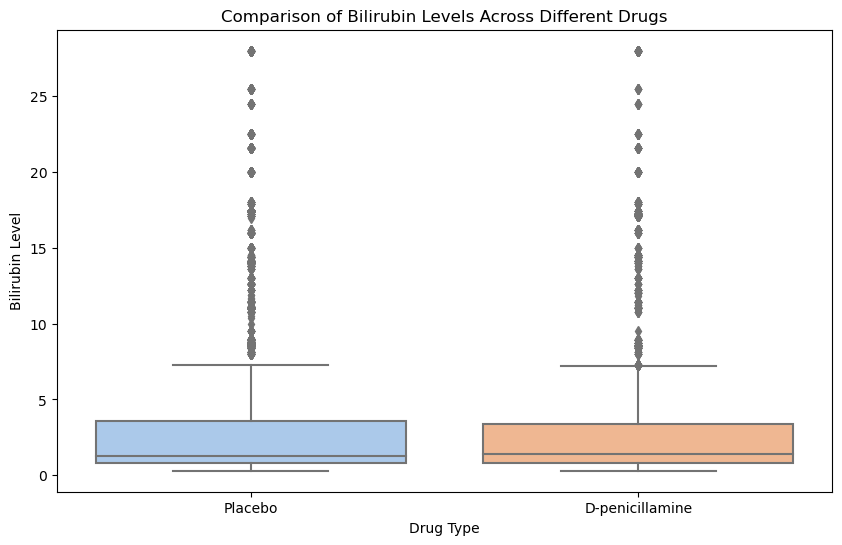 Comparison of Bilirubin Levels Across Different Drugs
25
20
15
10
5
0
Bilirubin Level
Placebo
D-penicillamine
Drug Type